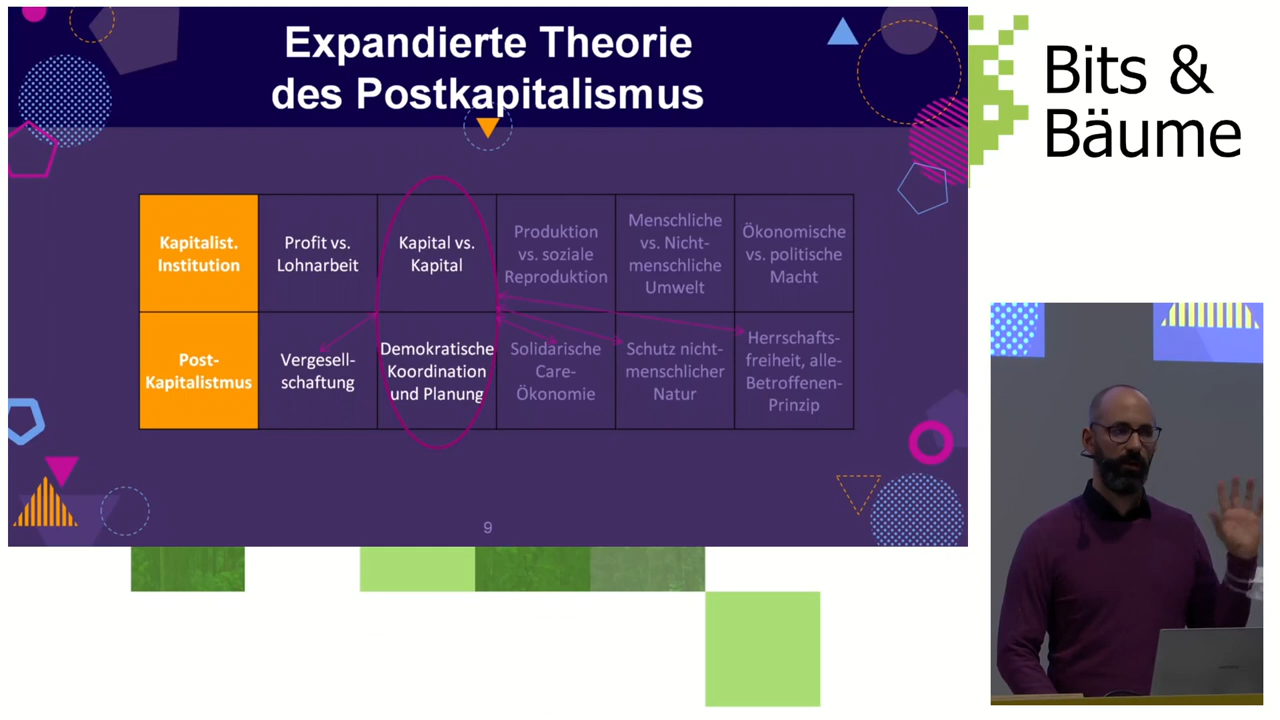 Expandierte Theorie
des Postkapitalismus
Bits &
Bäume
Kapitalist.
Institution
Profit vs.
Lohnarbeit
Kapital vs.
Kapital
Produktion
vs. soziale
Reproduktion
Menschliche
vs. Nicht-
menschliche
Umwelt
Ökonomische
vs. politische
Macht
Post-
Kapitalistmus
Vergesell-
schaftung
Demokratische
Koordination
und Planung
Solidarische
Care-
Ökonomie
Schutz nicht-
menschlicher
Natur
Herrschafts-
freiheit, alle-
Betroffenen-
Prinzip
9